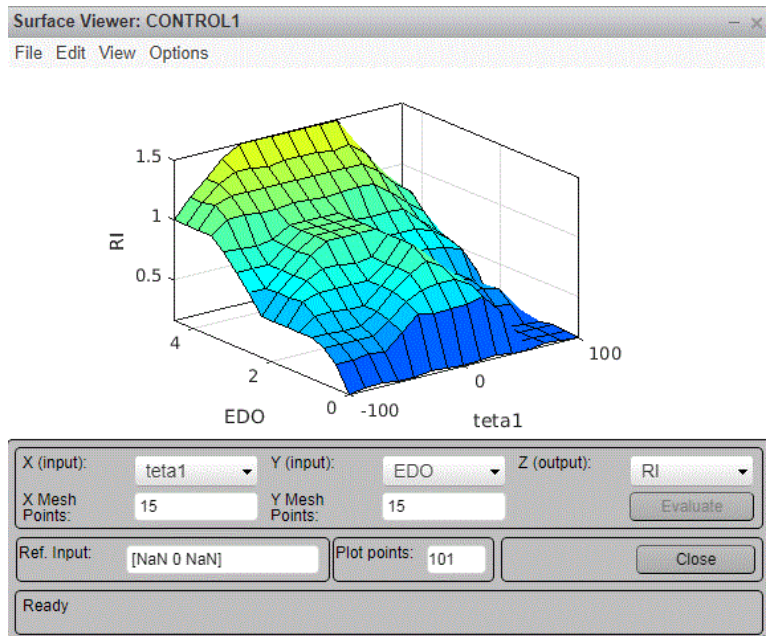 Surface Viewer: CONTROL1
File Edit View Options
1.5
1
0.5
RI
4
2
0
EDO
-100
0
100
teta1
X (input): teta1 Y (input): EDO Z (output): RI
X Mesh Points: 15 Y Mesh Points: 15 Evaluate
Ref. Input: [NaN 0 NaN] Plot points: 101 Close
Ready